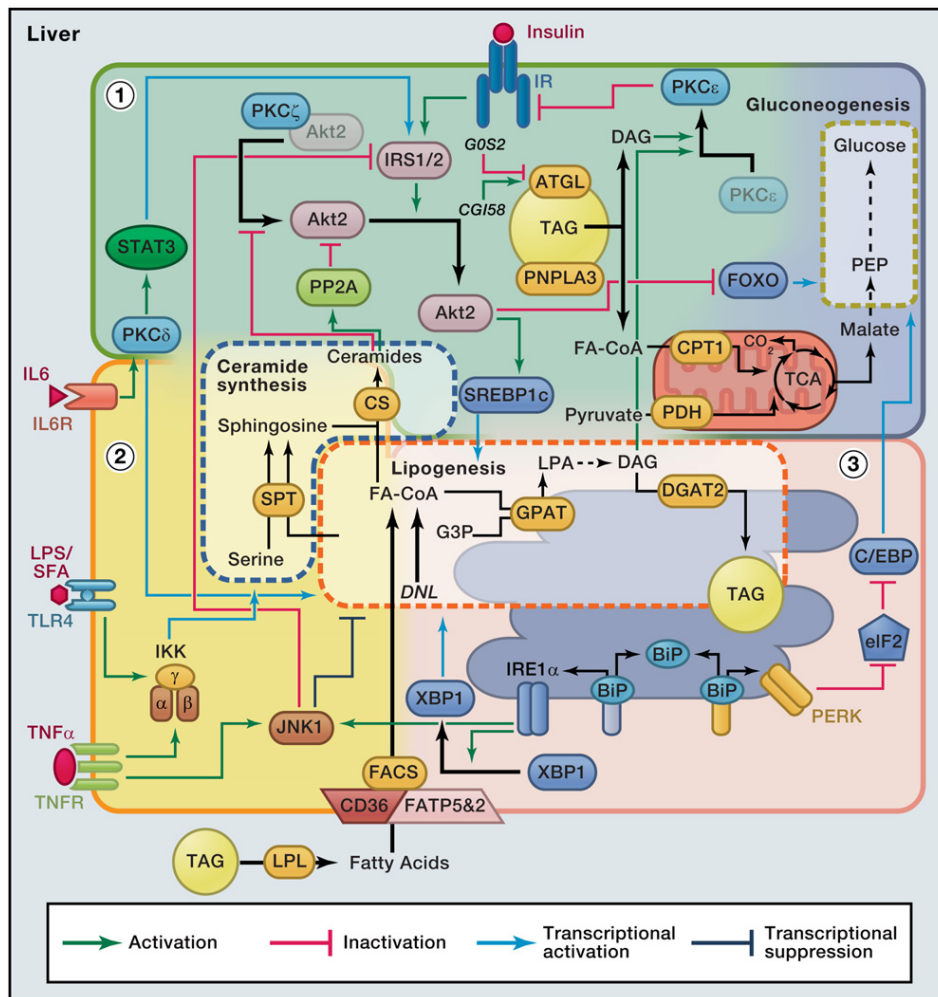 Liver
Insulin
IR
1
PKCζ
Akt2
IRS1/2
G0S2
CGI58
ATGL
TAG
PNPLA3
DAG
PKCε
PKCε
Gluconeogenesis
Glucose
PEP
Malate
STAT3
Akt2
PP2A
Akt2
FOXO
PKCδ
IL6
IL6R
Ceramide
synthesis
Ceramides
CS
SREBP1c
FA-CoA
CPT1
CO2
TCA
Pyruvate
PDH
2
Sphingosine
SPT
Serine
Lipogenesis
FA-CoA
G3P
DNL
GPAT
LPA
DAG
DGAT2
TAG
3
C/EBP
eIF2
LPS/
SFA
TLR4
IKK
γ
α
β
JNK1
TNFα
TNFR
XBP1
IRE1α
BiP
BiP
BiP
PERK
XBP1
FACS
CD36
FATP5&2
TAG
LPL
Fatty Acids
Activation
Inactivation
Transcriptional
activation
Transcriptional
suppression